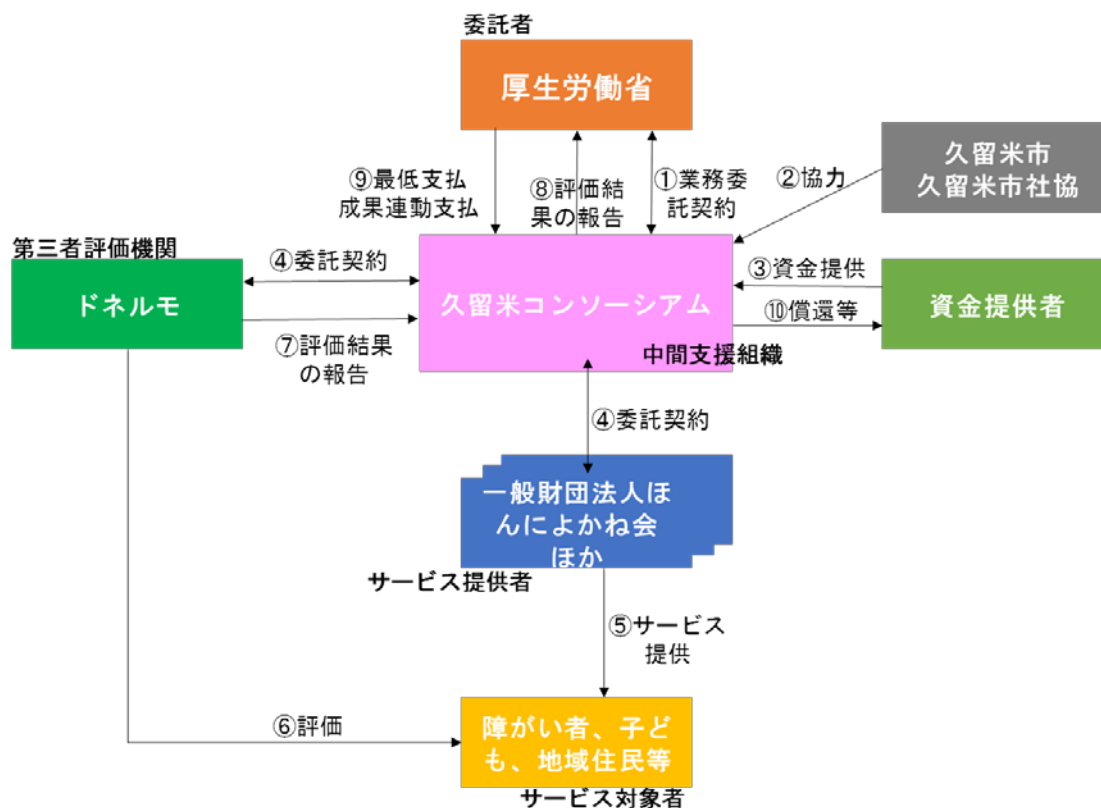 委託者
厚生労働省
久留米市
久留米市社協
⑨最低支払
成果連動支払
⑧評価結
果の報告
①業務委
託契約
②協力
第三者評価機関
ドネルモ
④委託契約
久留米コンソーシアム
中間支援組織
③資金提供
⑩償還等
資金提供者
⑦評価結果
の報告
④委託契約
一般財団法人ほ
んによかね会
ほか
サービス提供者
⑤サービス
提供
⑥評価
障がい者、子ど
も、地域住民等
サービス対象者